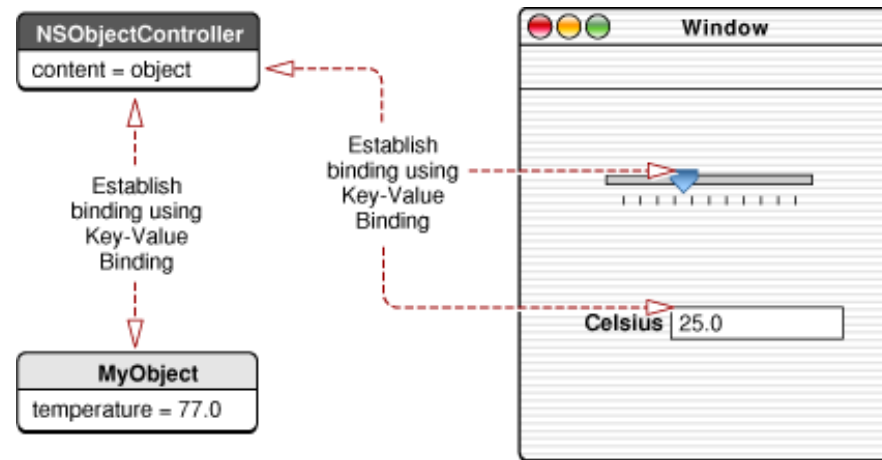 NSObjectController
content = object
Establish
binding using
Key-Value
Binding
MyObject
temperature = 77.0
Establish
binding using
Key-Value
Binding
Window
Celsius 25.0